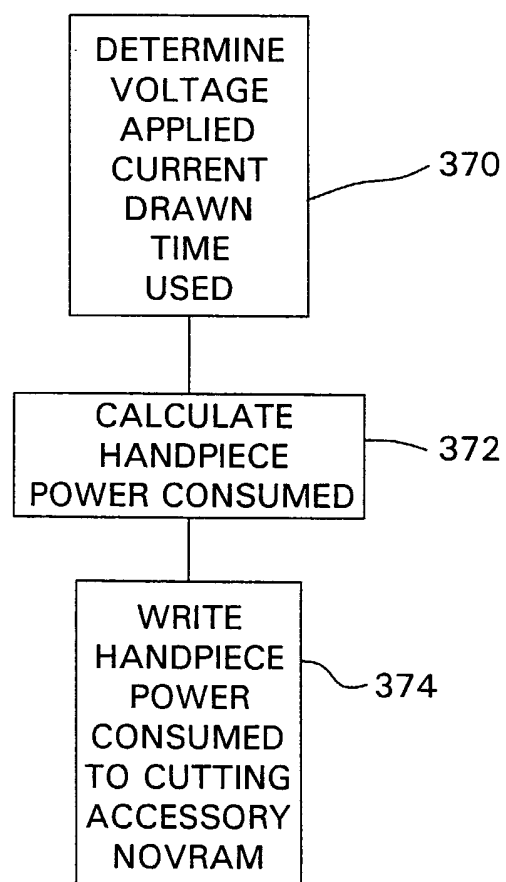 DETERMINE
VOLTAGE
APPLIED
CURRENT
DRAWN
TIME
USED
370
CALCULATE
HANDPIECE
POWER CONSUMED
372
WRITE
HANDPIECE
POWER
CONSUMED
TO CUTTING
ACCESSORY
NOVRAM
374